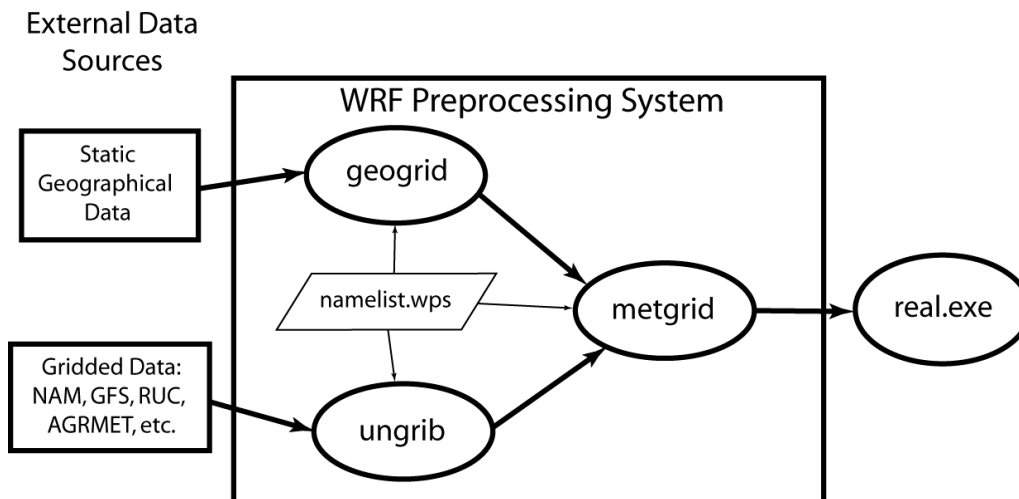 External Data
Sources
WRF Preprocessing System
Static
Geographical
Data
geogrid
namelist.wps
metgrid
real.exe
Gridded Data:
NAM, GFS, RUC,
AGRMET, etc.
ungrib